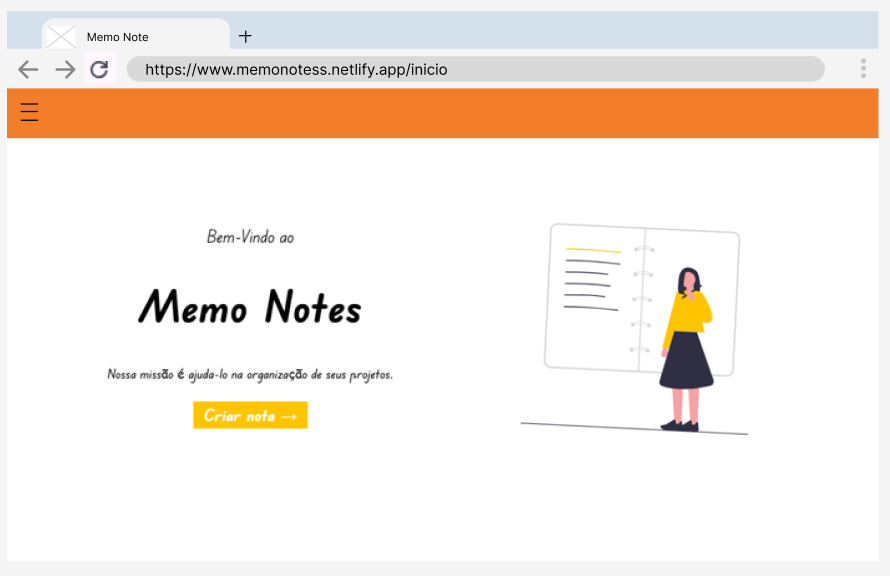 Memo Note
https://www.memonotess.netlify.app/inicio
Bem-Vindo ao
Memo Notes
Nossa missão é ajuda-lo na organização de seus projetos.
Criar nota →